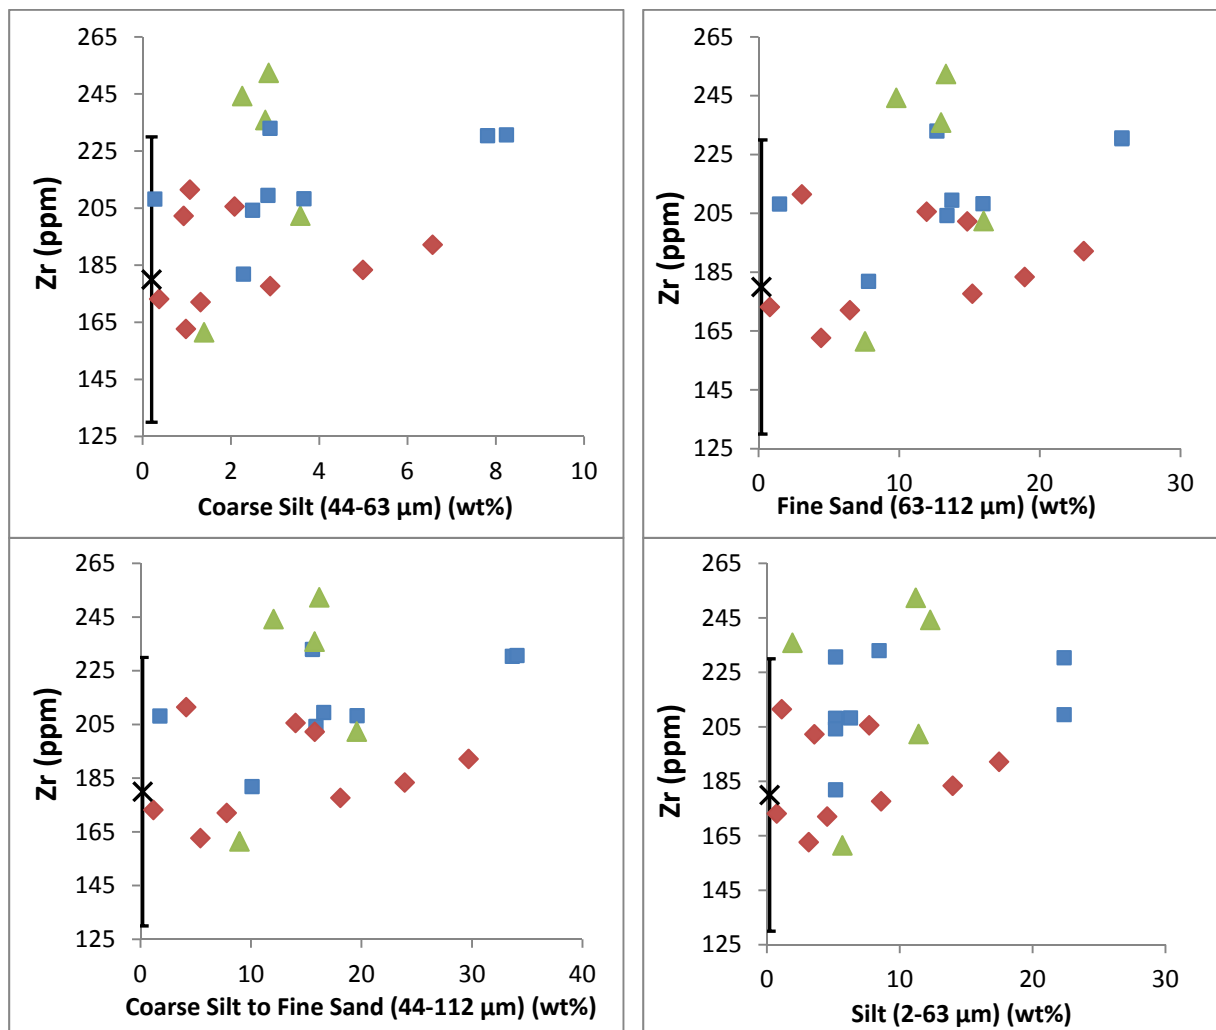 265
245
225
205
185
165
145
125
Zr (ppm)
0 2 4 6 8 10
Coarse Silt (44-63 µm) (wt%)
265
245
225
205
185
165
145
125
Zr (ppm)
0 10 20 30
Fine Sand (63-112 µm) (wt%)
265
245
225
205
185
165
145
125
Zr (ppm)
0 10 20 30 40
Coarse Silt to Fine Sand (44-112 µm) (wt%)
265
245
225
205
185
165
145
125
Zr (ppm)
0 10 20 30
Silt (2-63 µm) (wt%)